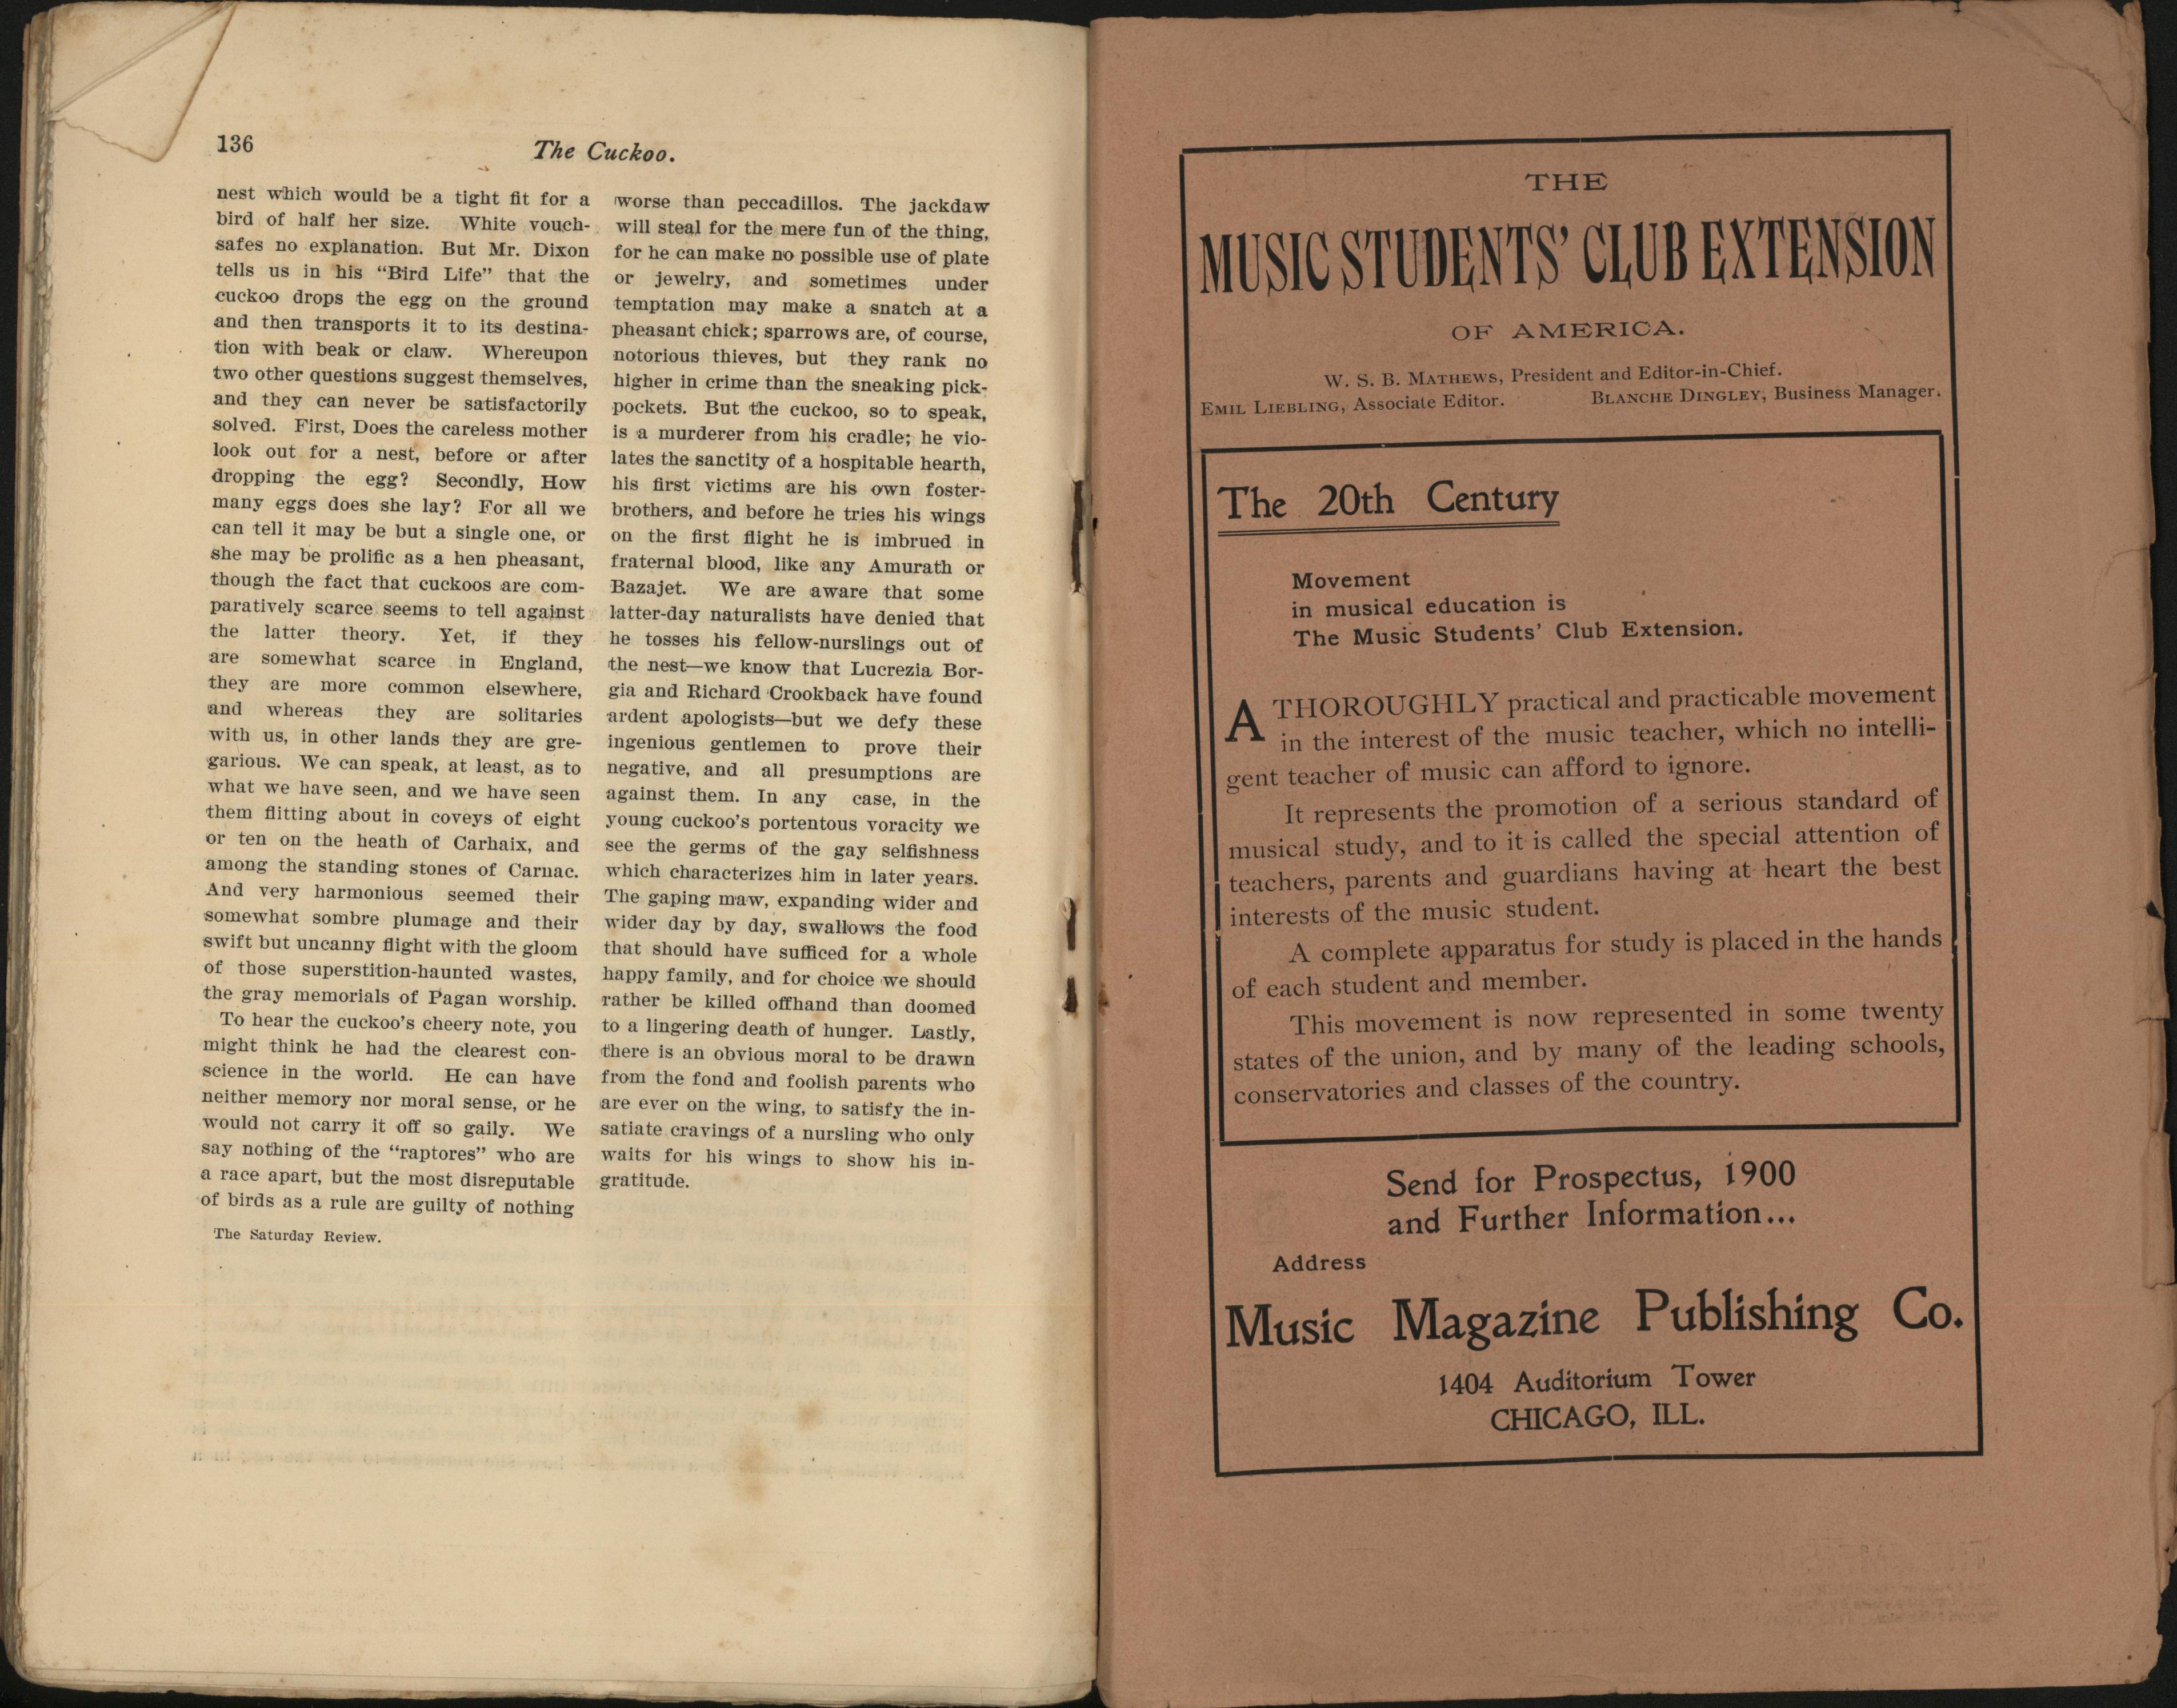 136
The Cuckoo.
nest which would be a tight fit for a
bird of half her size. White vouch-
safes no explanation. But Mr. Dixon
tells us in his “Bird Life” that the
cuckoo drops the egg on the ground
and then transports it to its destina-
tion with beak or claw. Whereupon
two other questions suggest themselves,
and they can never be satisfactorily
solved. First, Does the careless mother
look out for a nest, before or after
dropping the egg? Secondly, How
many eggs does she lay? For all we
can tell it may be but a single one, or
she may be prolific as a hen pheasant,
though the fact that cuckoos are com-
paratively scarce seems to tell against
the latter theory. Yet, if they
are somewhat scarce in England,
they are more common elsewhere,
and whereas they are solitaries
with us, in other lands they are gre-
garious. We can speak, at least, as to
what we have seen, and we have seen
them flitting about in coveys of eight
or ten on the heath of Carhaix, and
among the standing stones of Carnac.
And very harmonious seemed their
somewhat sombre plumage and their
swift but uncanny flight with the gloom
of those superstition-haunted wastes,
the gray memorials of Pagan worship.
To hear the cuckoo’s cheery note, you
might think he had the clearest con-
science in the world. He can have
neither memory nor moral sense, or he
would not carry it off so gaily. We
say nothing of the “raptores” who are
a race apart, but the most disreputable
of birds as a rule are guilty of nothing
The Saturday Review.
worse than peccadillos. The jackdaw
will steal for the mere fun of the thing,
for he can make no possible use of plate
or jewelry, and sometimes under
temptation may make a snatch at a
pheasant chick; sparrows are, of course,
notorious thieves, but they rank no
higher in crime than the sneaking pick-
pockets. But the cuckoo, so to speak,
is a murderer from his cradle; he vio-
lates the sanctity of a hospitable hearth,
his first victims are his own foster-
brothers, and before he tries his wings
on the first flight he is imbrued in
fraternal blood, like any Amurath or
Bazajet. We are aware that some
latter-day naturalists have denied that
he tosses his fellow-nurslings out of
the nest—we know that Lucrezia Bor-
gia and Richard Crookback have found
ardent apologists—but we defy these
ingenious gentlemen to prove their
negative, and all presumptions are
against them. In any case, in the
young cuckoo’s portentous voracity we
see the germs of the gay selfishness
which characterizes him in later years.
The gaping maw, expanding wider and
wider day by day, swallows the food
that should have sufficed for a whole
happy family, and for choice we should
rather be killed offhand than doomed
to a lingering death of hunger. Lastly,
there is an obvious moral to be drawn
from the fond and foolish parents who
are ever on the wing, to satisfy the in-
satiate cravings of a nursling who only
waits for his wings to show his in-
gratitude.
THE
MUSIC STUDENTS’ CLUB EXTENSION
OF AMERICA.
W. S. B. MATHEWS, President and Editor-in-Chief.
EMIL LIEBLING, Associate Editor. BLANCHE DINGLEY, Business Manager.
The 20th Century
Movement
in musical education is
The Music Students’ Club Extension.
A THOROUGHLY practical and practicable movement
in the interest of the music teacher, which no intelli-
gent teacher of music can afford to ignore.
It represents the promotion of a serious standard of
musical study, and to it is called the special attention of
teachers, parents and guardians having at heart the best
interests of the music student.
A complete apparatus for study is placed in the hands
of each student and member.
This movement is now represented in some twenty
states of the union, and by many of the leading schools,
conservatories and classes of the country.
Send for Prospectus, 1900
and Further Information...
Address
Music Magazine Publishing Co.
1404 Auditorium Tower
CHICAGO, ILL.